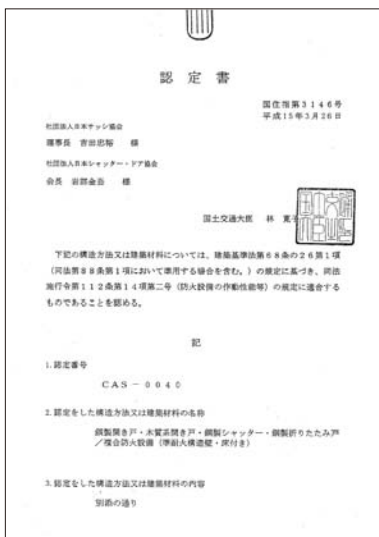 認定書
国住指第3146号
平成15年3月26日
社団法人日本サッシ協会
理事長 吉田忠裕 様
社団法人日本シャッター・ドア協会
会長 岩部金吾 様
国土交通大臣 林 寛子
下記の構造方法又は建築材料については、建築基準法第68条の26第1項
(同法第88条第1項において準用する場合を含む。)の規定に基づき、同法
施行令第112条第14項第二号(防火設備の作動性能等)の規定に適合する
ものであることを認める。
記
1.認定番号
CAS-0040
2.認定をした構造方法又は建築材料の名称
鋼製開き戸・木質系開き戸・鋼製シャッター・鋼製折りたたみ戸
/複合防火設備(準耐火構造壁・床付き)
3.認定をした構造方法又は建築材料の内容
別添の通り